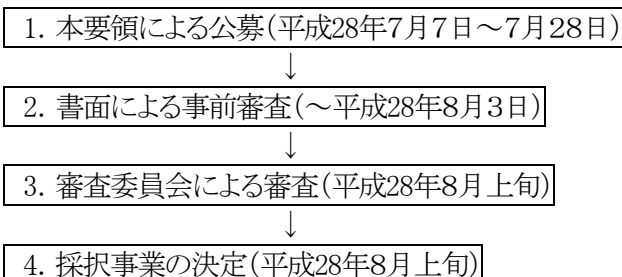 1. 本要領による公募(平成28年7月7日～7月28日)
↓
2. 書面による事前審査(～平成28年8月3日)
↓
3. 審査委員会による審査(平成28年8月上旬)
↓
4. 採択事業の決定(平成28年8月上旬)